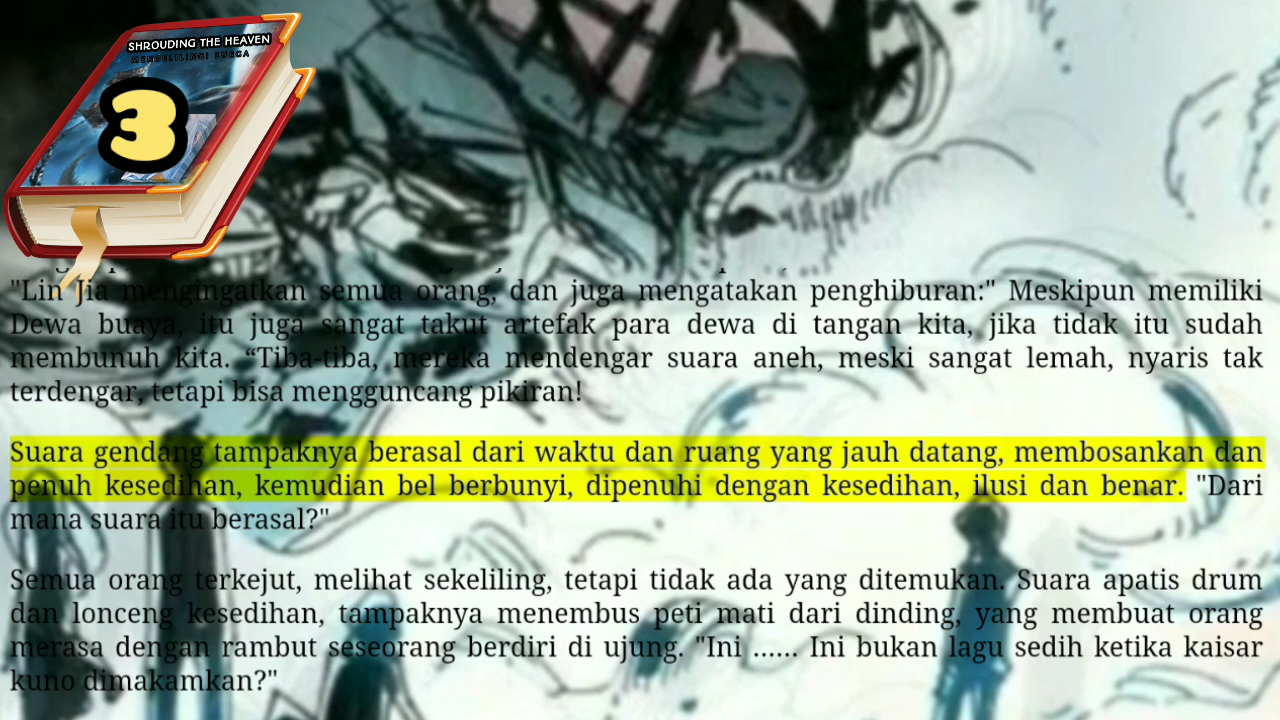 SHROUDING THE HEAVEN
MENGELILINGI SURGA
3
"Lin Jia mengingatkan semua orang, dan juga mengatakan penghiburan:" Meskipun memiliki
Dewa buaya, itu juga sangat takut artefak para dewa di tangan kita, jika tidak itu sudah
membunuh kita. “Tiba-tiba, mereka mendengar suara aneh, meski sangat lemah, nyaris tak
terdengar, tetapi bisa mengguncang pikiran!
Suara gendang tampaknya berasal dari waktu dan ruang yang jauh datang, membosankan dan
penuh kesedihan, kemudian bel berbunyi, dipenuhi dengan kesedihan, ilusi dan benar. "Dari
mana suara itu berasal?"
Semua orang terkejut, melihat sekeliling, tetapi tidak ada yang ditemukan. Suara apatis drum
dan lonceng kesedihan, tampaknya menembus peti mati dari dinding, yang membuat orang
merasa dengan rambut seseorang berdiri di ujung. "Ini ...... Ini bukan lagu sedih ketika kaisar
kuno dimakamkan?"